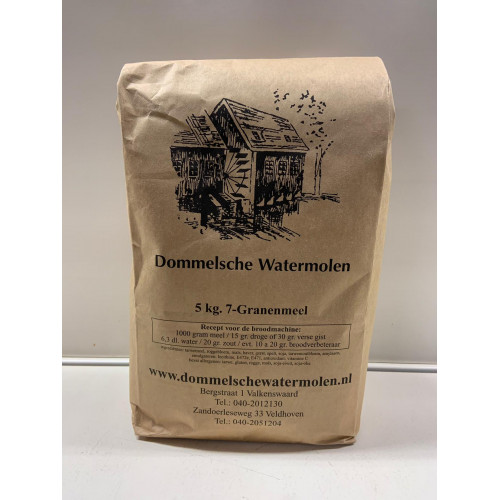 Dommelsche Watermolen
5 kg. 7-Granenmeel
Recept voor de broodmachine:
1000 gram meel / 15 gr. droge of 30 gr. verse gist
6,3 dl. water / 20 gr. zout / evt. 10 a 20 gr. broodverbeteraar
www.dommelschewatermolen.nl
Bergstraat 1 Valkenswaard
Tel.: 040-2012130
Zandoerleseweg 33 Veldhoven
Tel.: 040-2051204